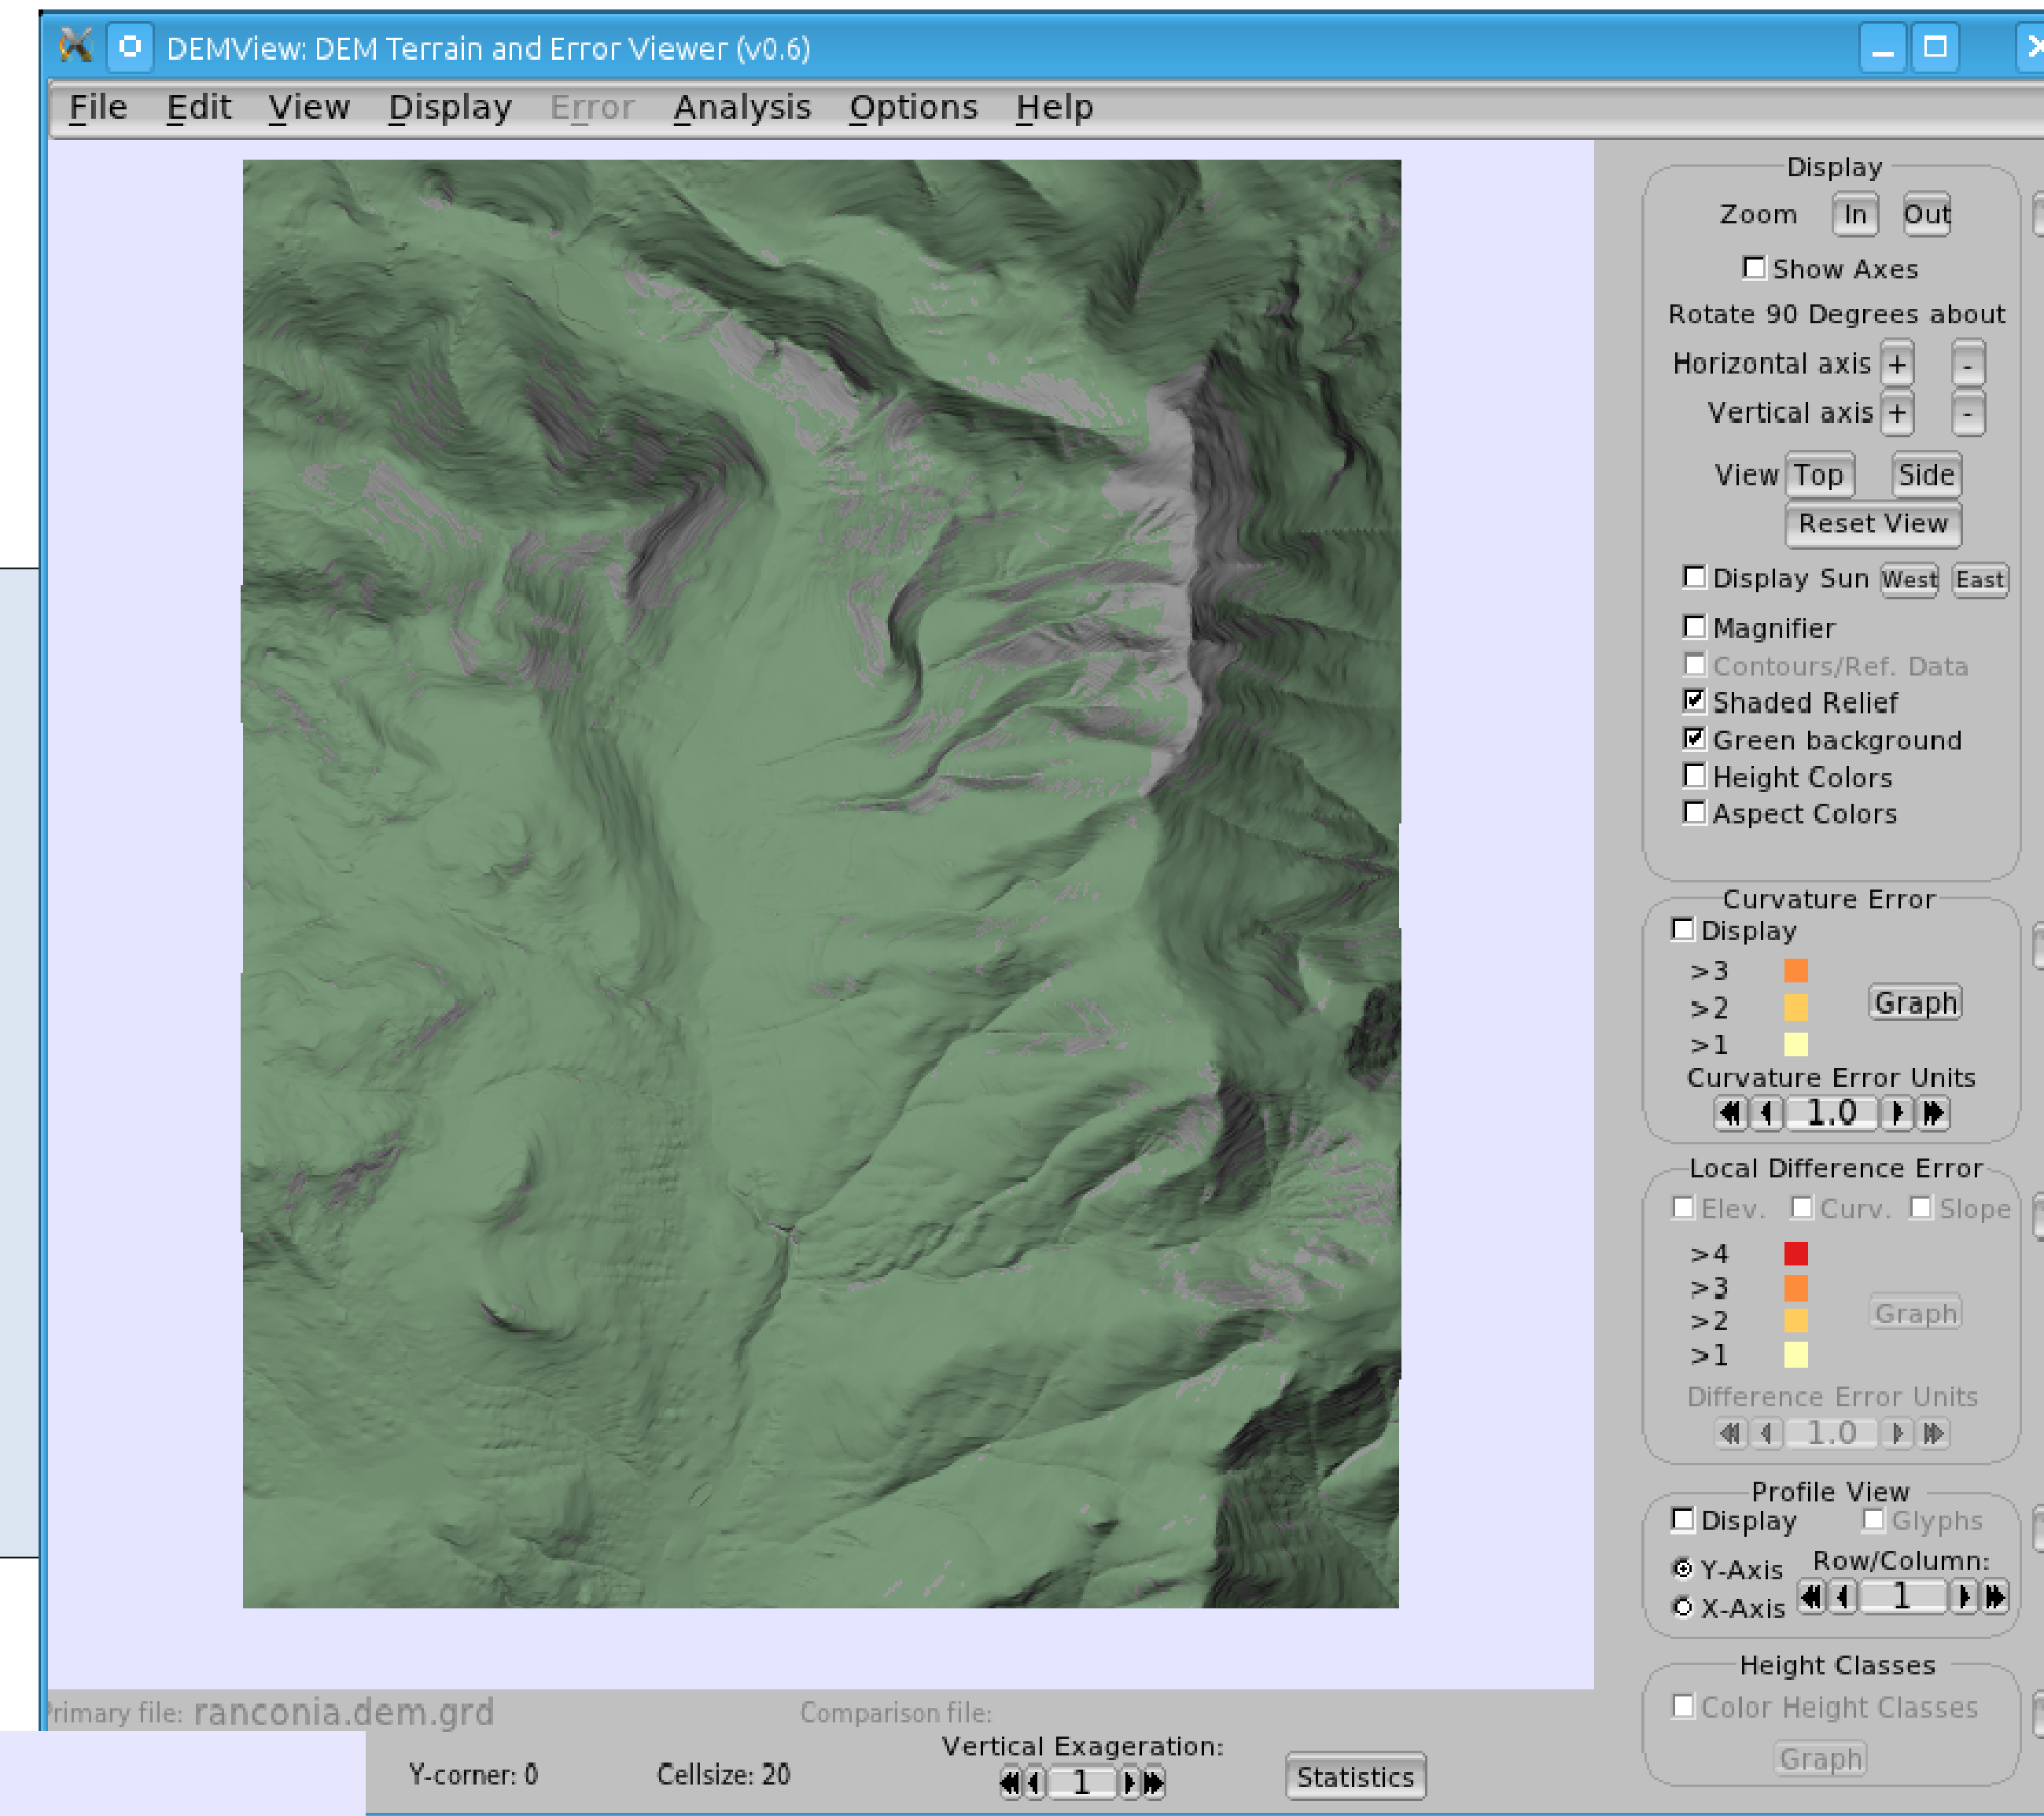 DEMView: DEM Terrain and Error Viewer (v0.6)
File Edit View Display Error Analysis Options Help
Display
Zoom In Out
Show Axes
Rotate 90 Degrees about
Horizontal axis + -
Vertical axis + -
View Top Side
Reset View
Display Sun West East
Magnifier
Contours/Ref. Data
Shaded Relief
Green background
Height Colors
Aspect Colors
Curvature Error
Display
>3
>2 Graph
>1
Curvature Error Units
1.0
Local Difference Error
Elev. Curv. Slope
>4
>3
>2 Graph
>1
Difference Error Units
1.0
Profile View
Display Glyphs
Y-Axis Row/Column:
X-Axis 1
Height Classes
Color Height Classes
Graph
rimary file: ranconia.dem.grd Comparison file:
Vertical Exageration:
Y-corner: 0 Cellsize: 20 1 Statistics